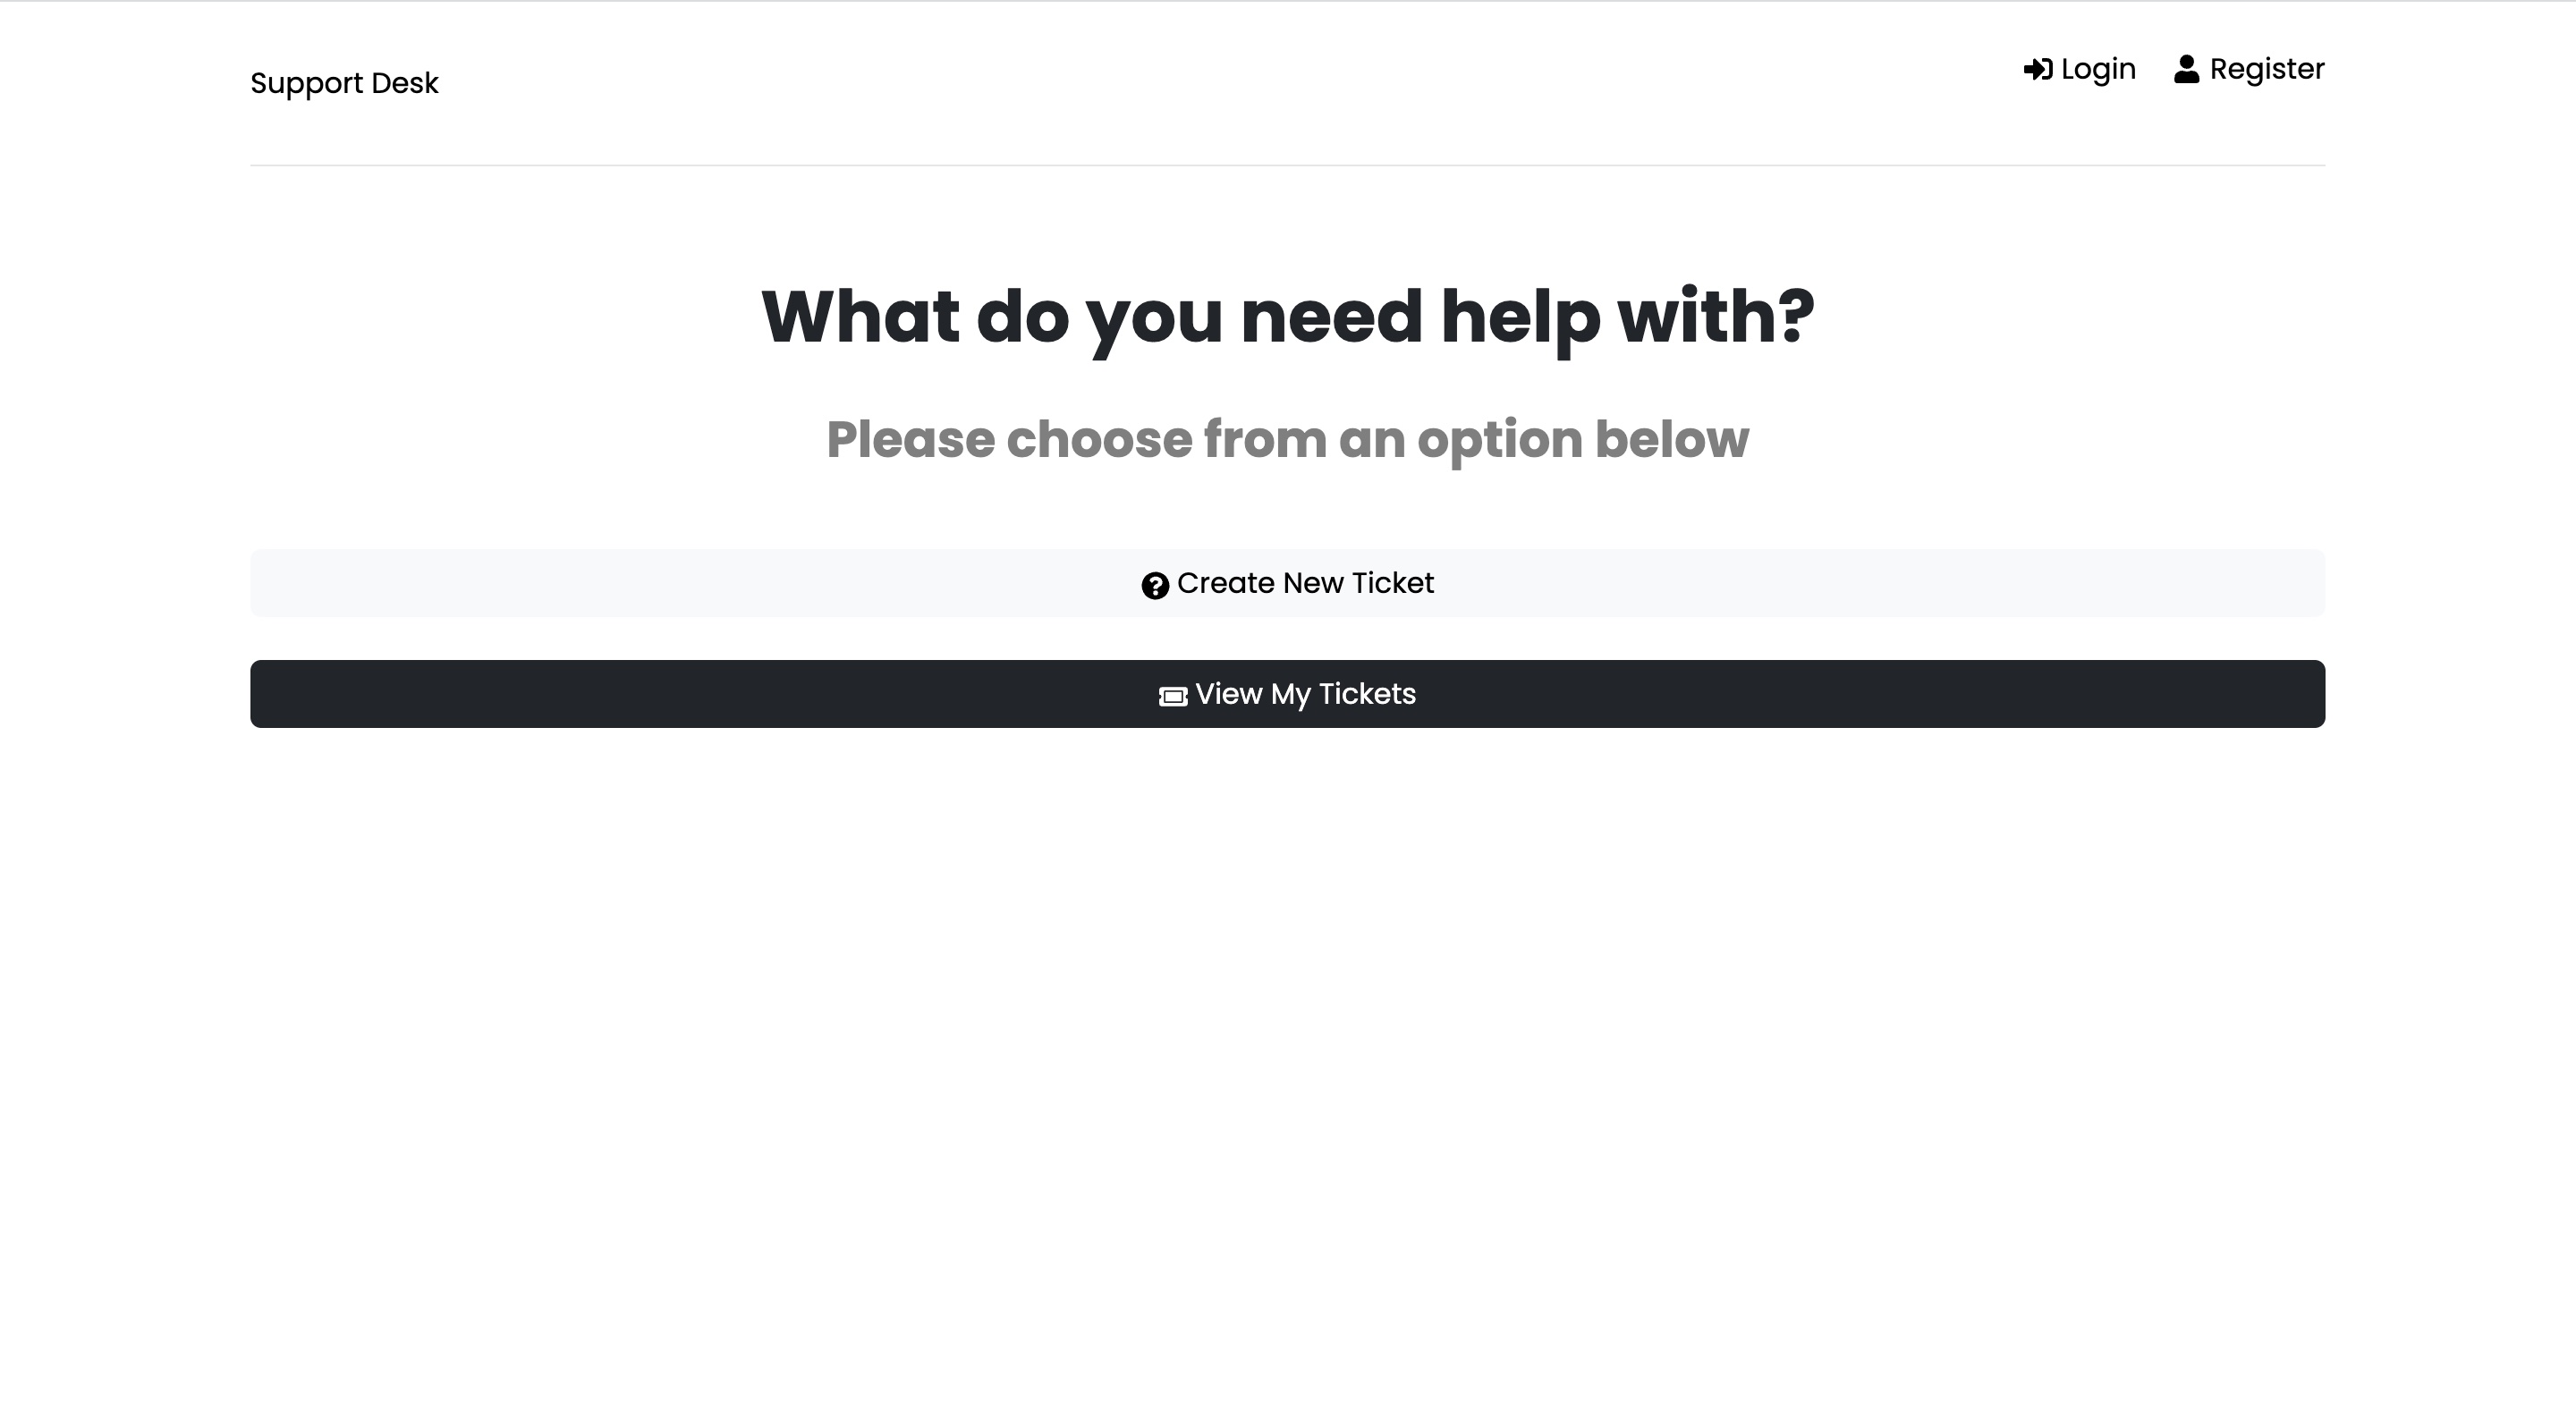 Support Desk
Login
Register
What do you need help with?
Please choose from an option below
Create New Ticket
View My Tickets